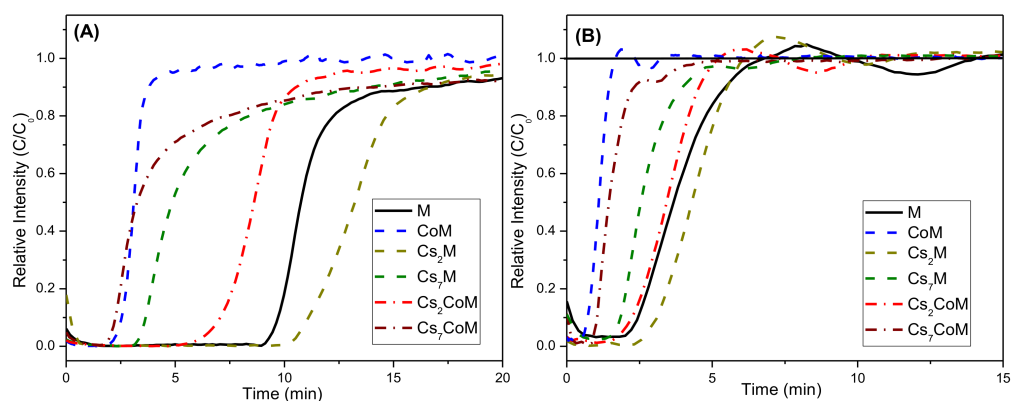 (A)
Relative Intensity (C/C₀)
1.0
0.8
0.6
0.4
0.2
0.0
0
5
10
15
20
Time (min)
M
CoM
Cs₂M
Cs₇M
Cs₂CoM
Cs₇CoM
(B)
Relative Intensity (C/C₀)
1.0
0.8
0.6
0.4
0.2
0.0
0
5
10
15
Time (min)
M
CoM
Cs₂M
Cs₇M
Cs₂CoM
Cs₇CoM